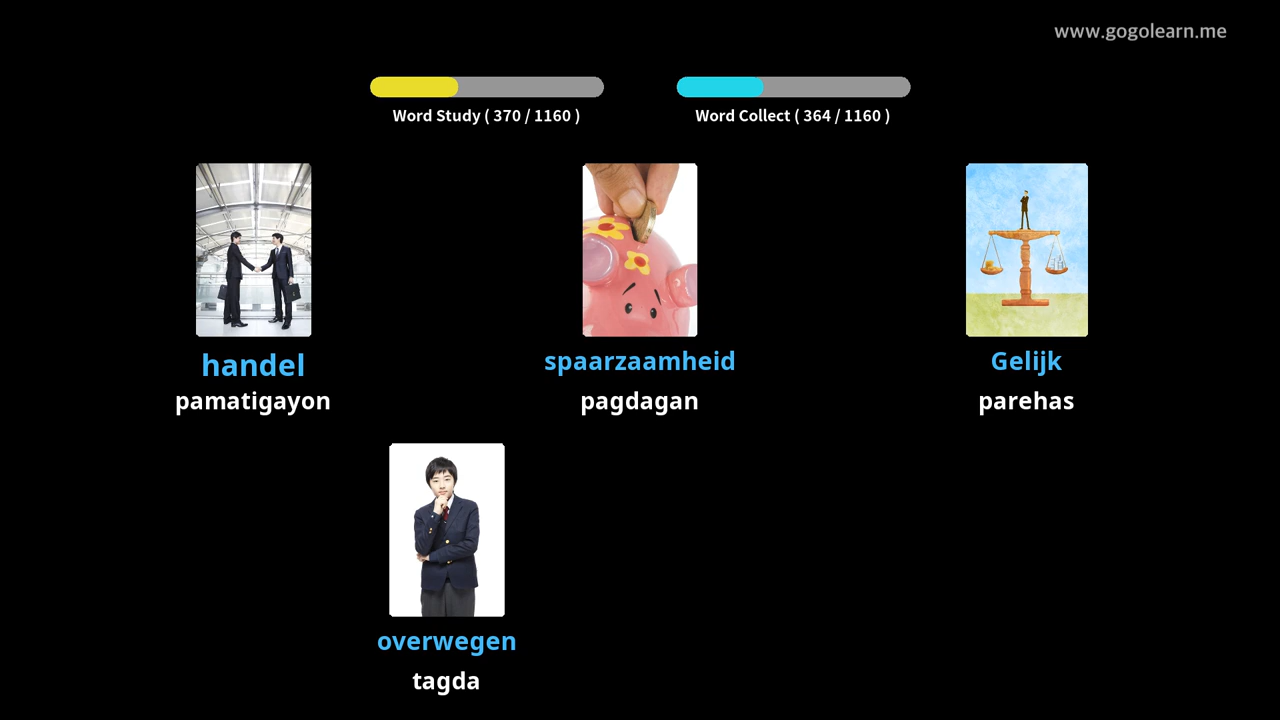 www.gogolearn.me
Word Study ( 370 / 1160 )
Word Collect ( 364 / 1160 )
handel
pamatigayon
spaarzaamheid
pagdagan
Gelijk
parehas
overwegen
tagda